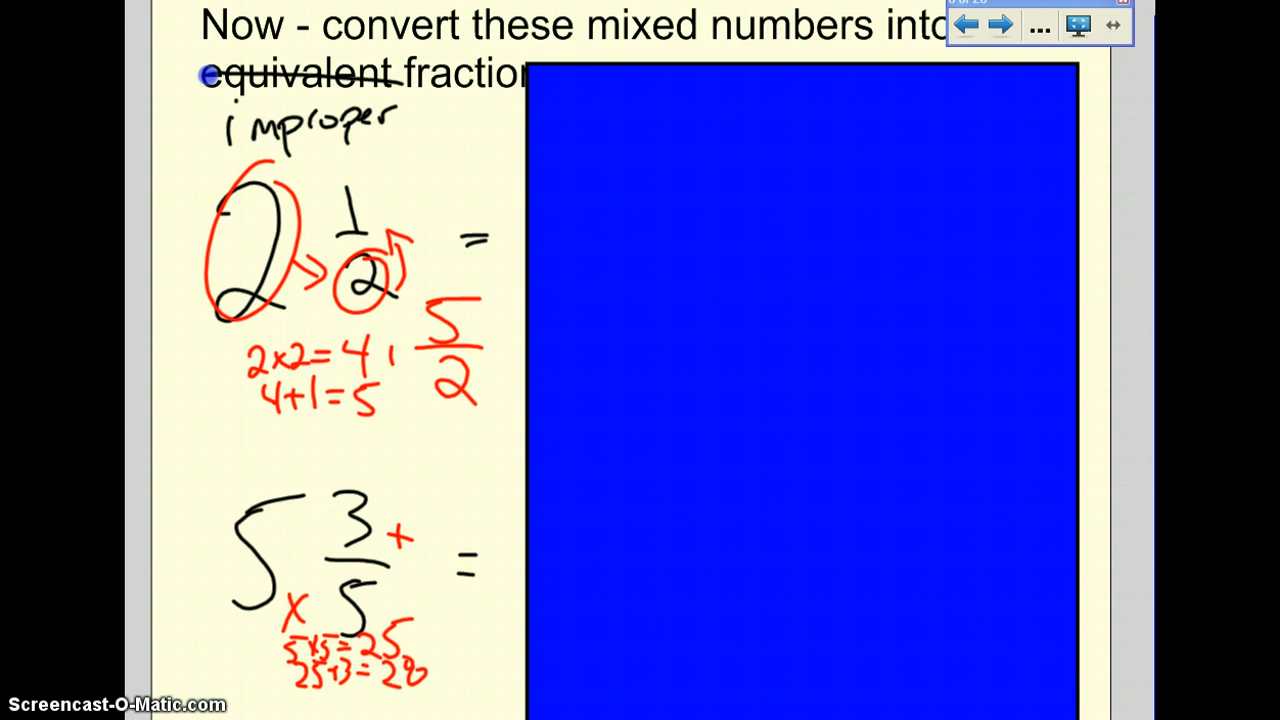 Now - convert these mixed numbers into
equivalent fraction
improper
2 1/2 =
2x2=4
4+1=5
5/2
5 3/5 =
+
x
5x5=25
25+3=28
Screencast-O-Matic.com